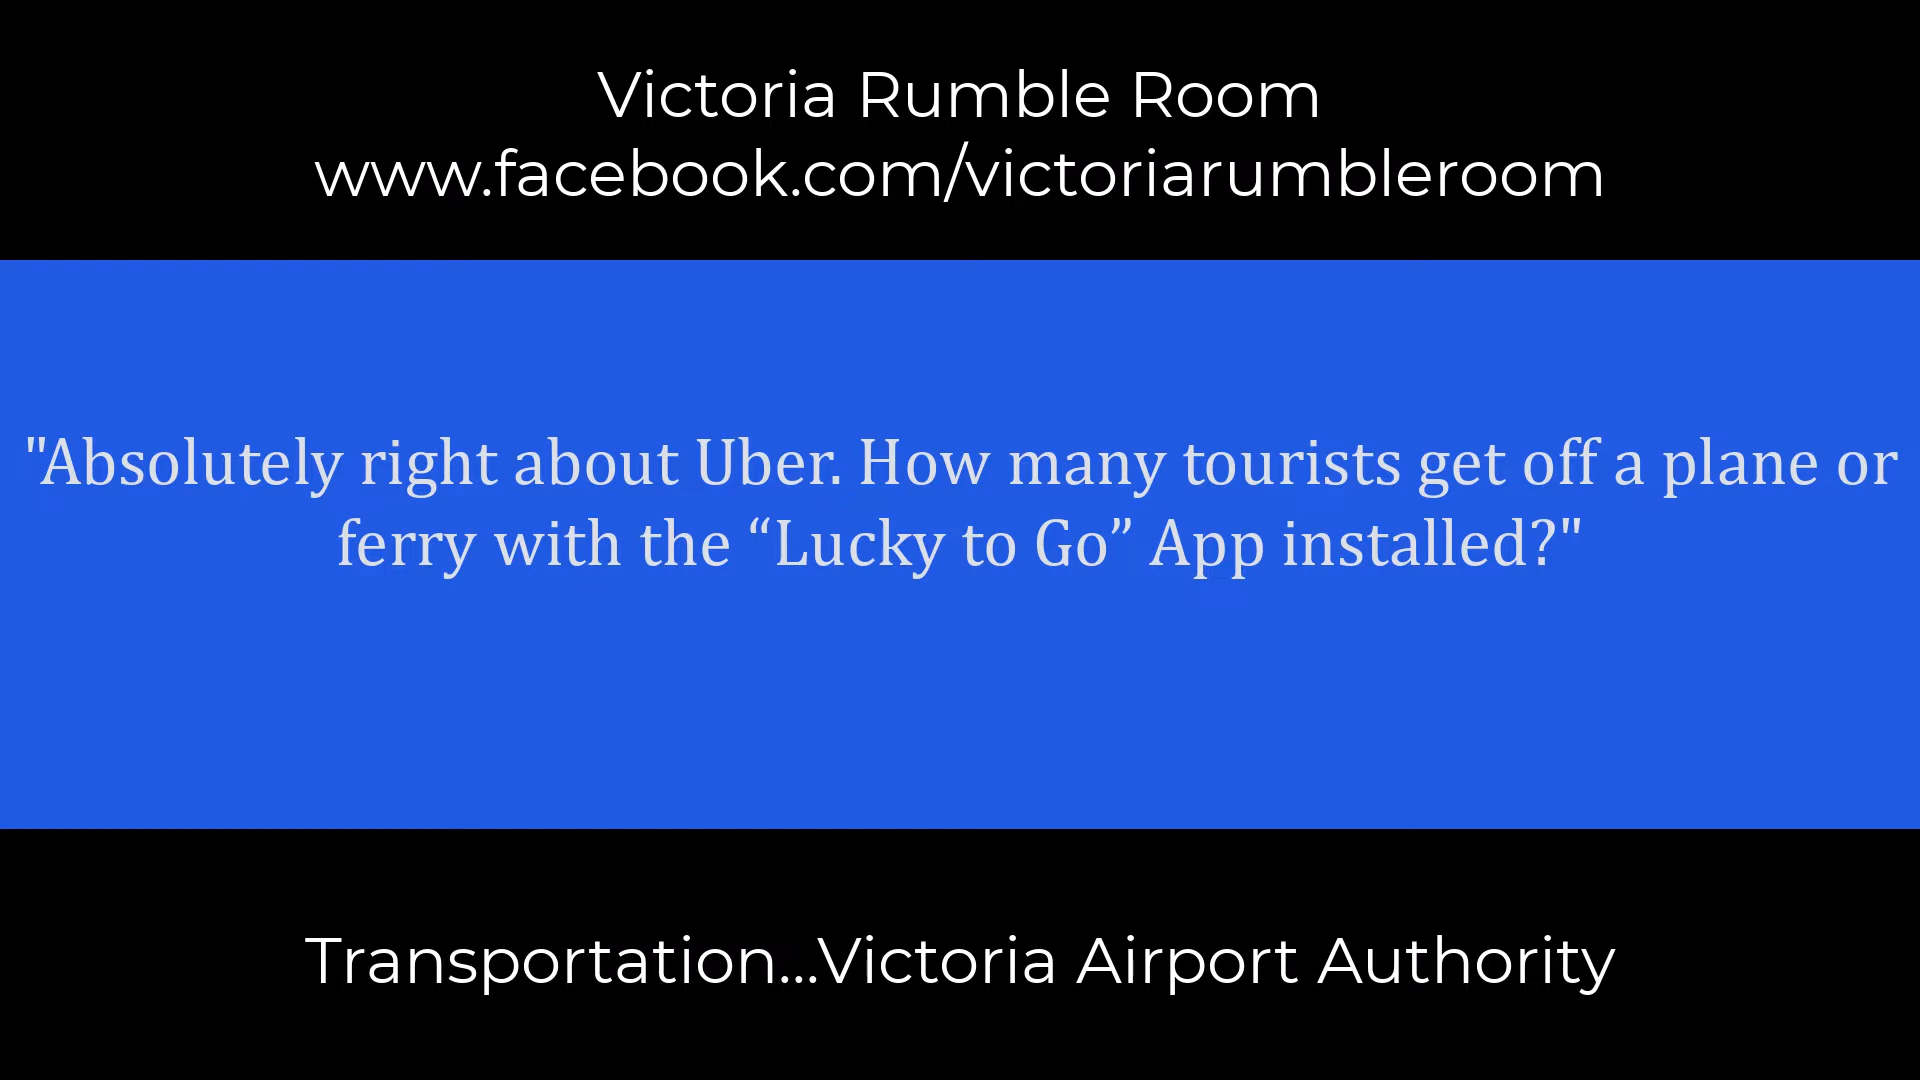 Victoria Rumble Room
www.facebook.com/victoriarumbleroom
"Absolutely right about Uber. How many tourists get off a plane or
ferry with the “Lucky to Go” App installed?"
Transportation...Victoria Airport Authority